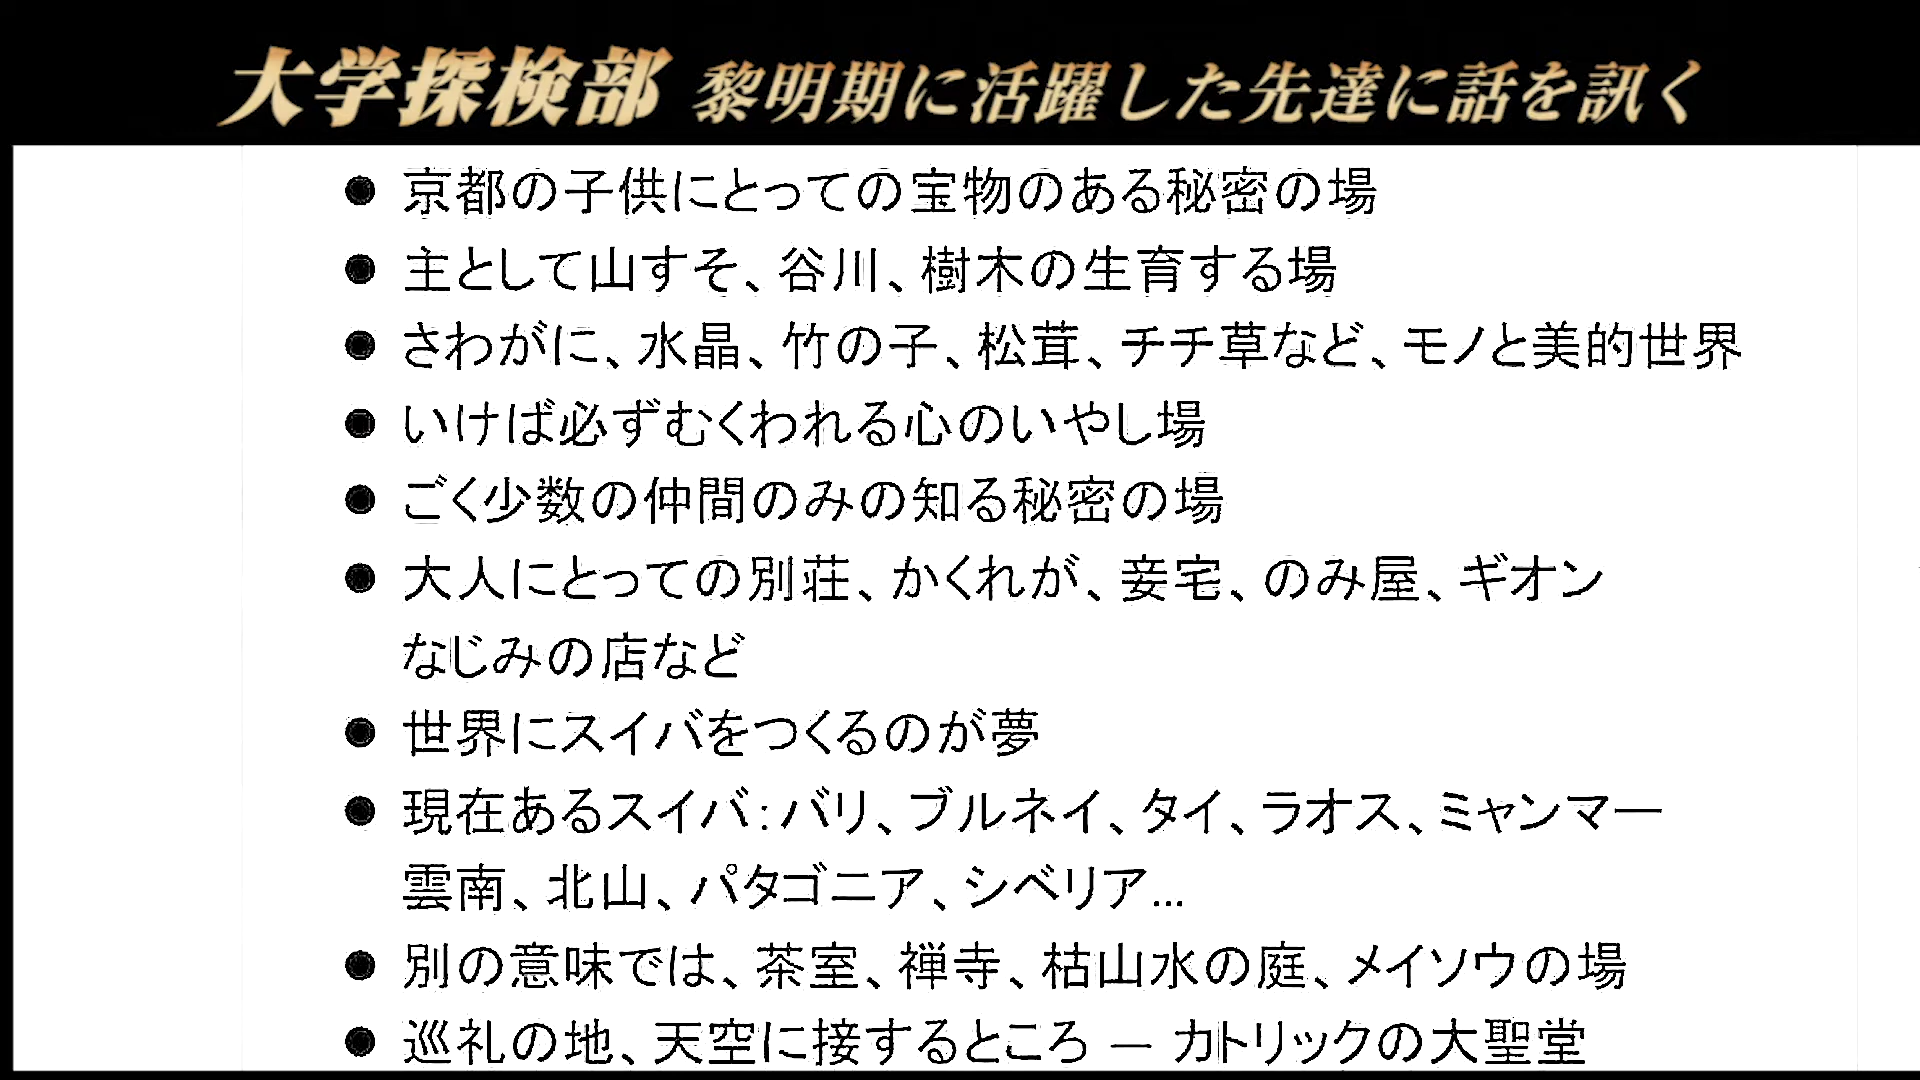 大学探検部 黎明期に活躍した先達に話を訊く
● 京都の子供にとっての宝物のある秘密の場
● 主として山すそ、谷川、樹木の生育する場
● さわがに、水晶、竹の子、松茸、チチ草など、モノと美的世界
● いけば必ずむくわれる心のいやし場
● ごく少数の仲間のみの知る秘密の場
● 大人にとっての別荘、かくれが、妾宅、のみ屋、ギオン
なじみの店など
● 世界にスイバをつくるのが夢
● 現在あるスイバ：バリ、ブルネイ、タイ、ラオス、ミャンマー
雲南、北山、パタゴニア、シベリア...
● 別の意味では、茶室、禅寺、枯山水の庭、メイソウの場
● 巡礼の地、天空に接するところ ― カトリックの大聖堂